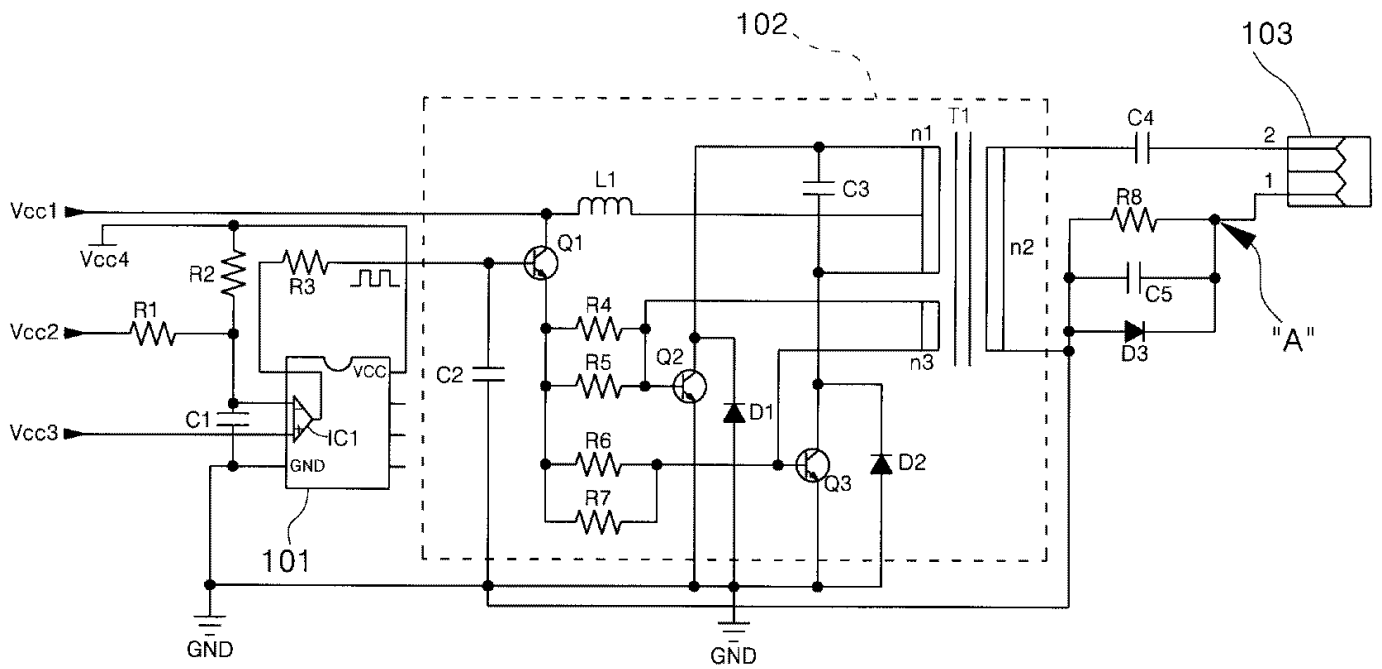 102
103
T1
C4
n1
2
L1
C3
1
Vcc1
R8
Q1
Vcc4
R2
R3
n2
C5
R1
R4
Vcc2
"A"
D3
Q2
n3
VCC
R5
C2
C1
D1
Vcc3
IC1
R6
GND
D2
Q3
R7
101
GND
GND